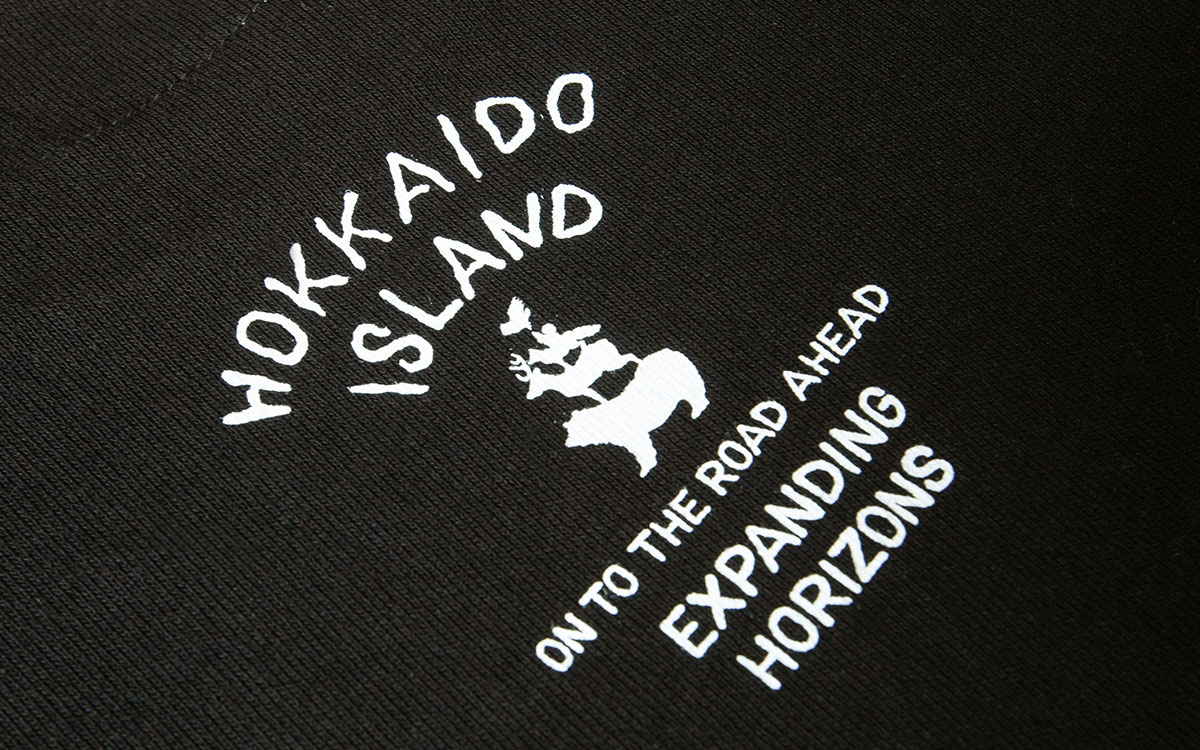 HOKKAIDO
ISLAND
ON TO THE ROAD AHEAD
EXPANDING
HORIZONS